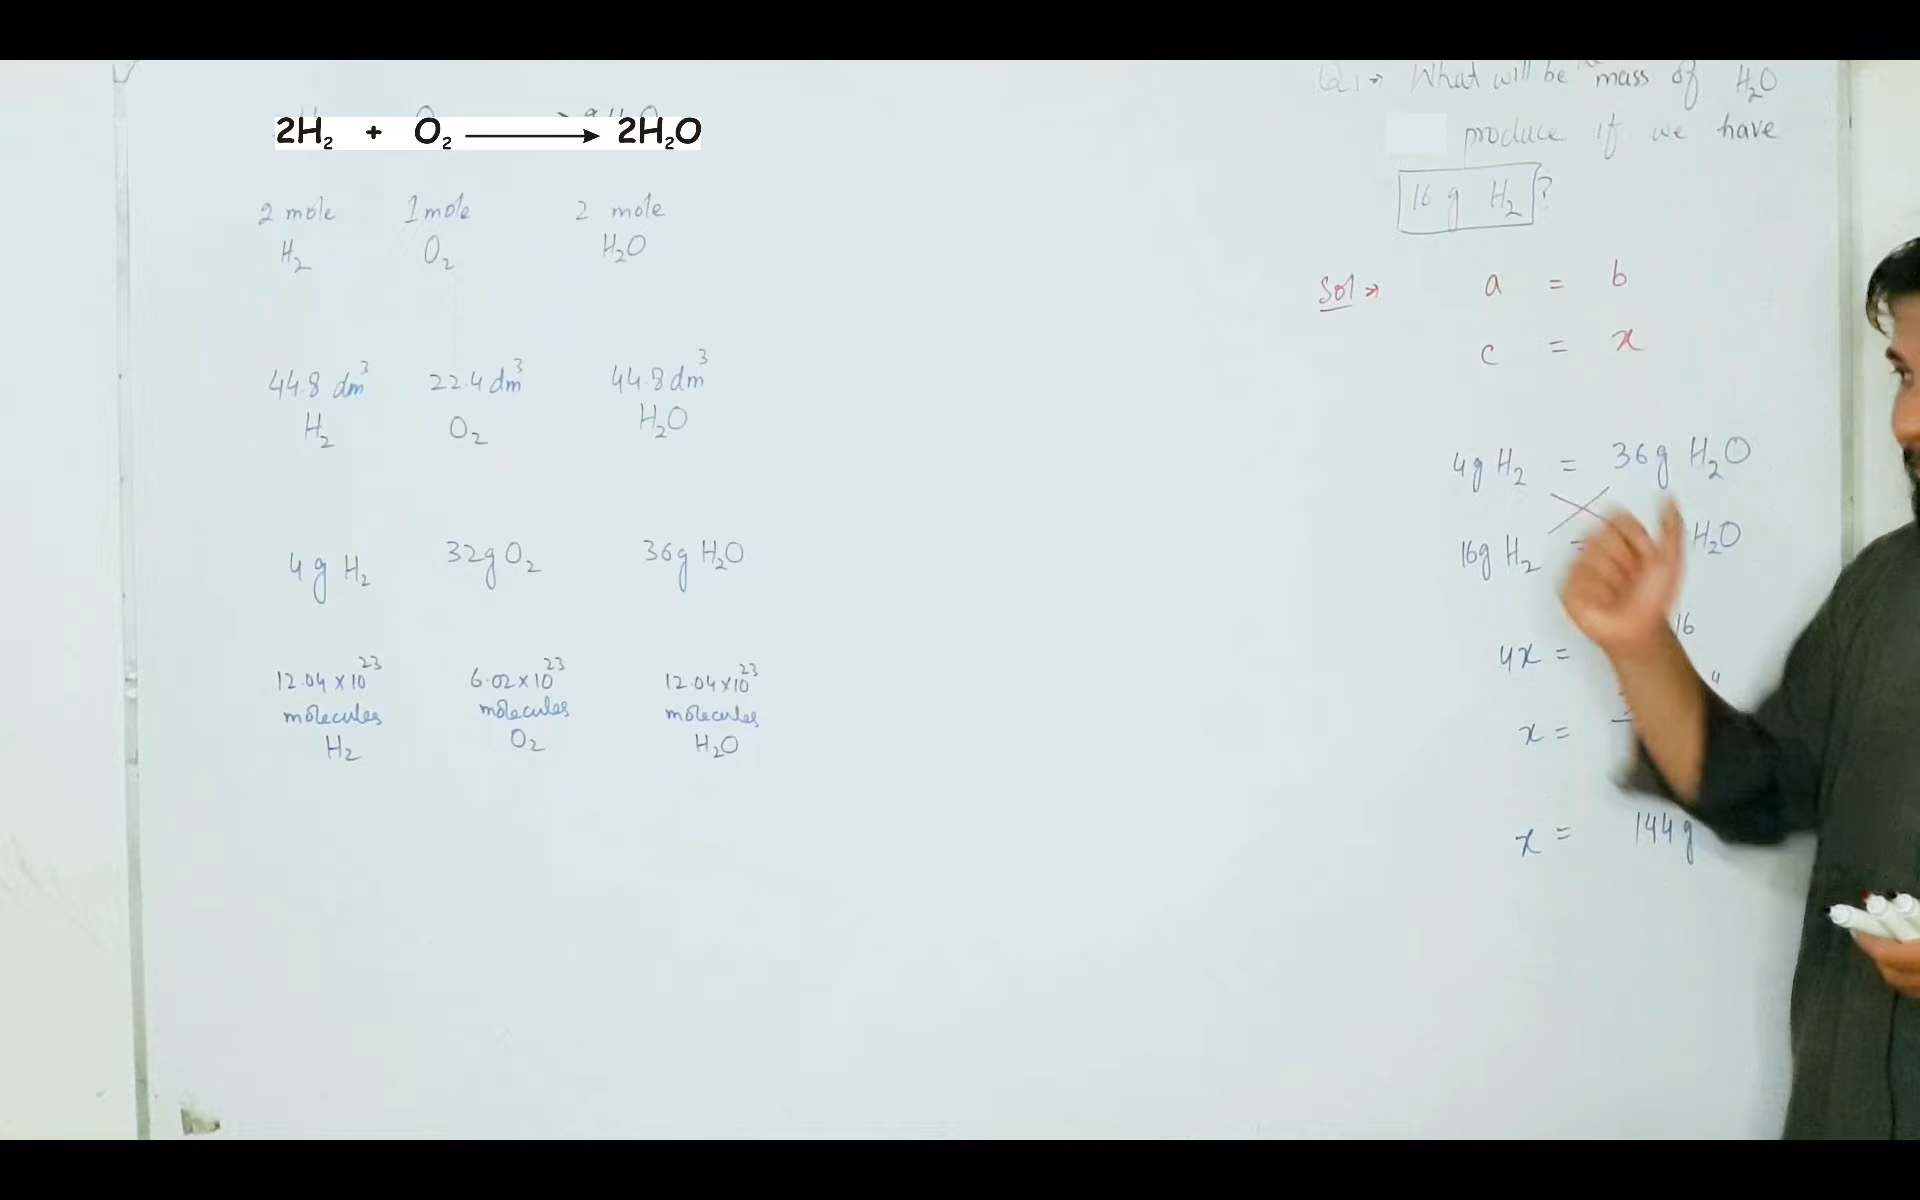 2H₂ + O₂ ⟶ 2H₂O
2 mole 1mole 2 mole
H₂ O₂ H₂O
44.8 dm³ 22.4 dm³ 44.8 dm³
H₂ O₂ H₂O
4g H₂ 32g O₂ 36g H₂O
12.04×10²³ 6.02×10²³ 12.04×10²³
molecules molecules molecules
H₂ O₂ H₂O
Q1→ What will be mass of H₂O
produce if we have
16 g H₂ ?
Sol→ a = b
c = x
4g H₂ = 36g H₂O
16g H₂ = H₂O
4x = 16
x = 4
x = 144g